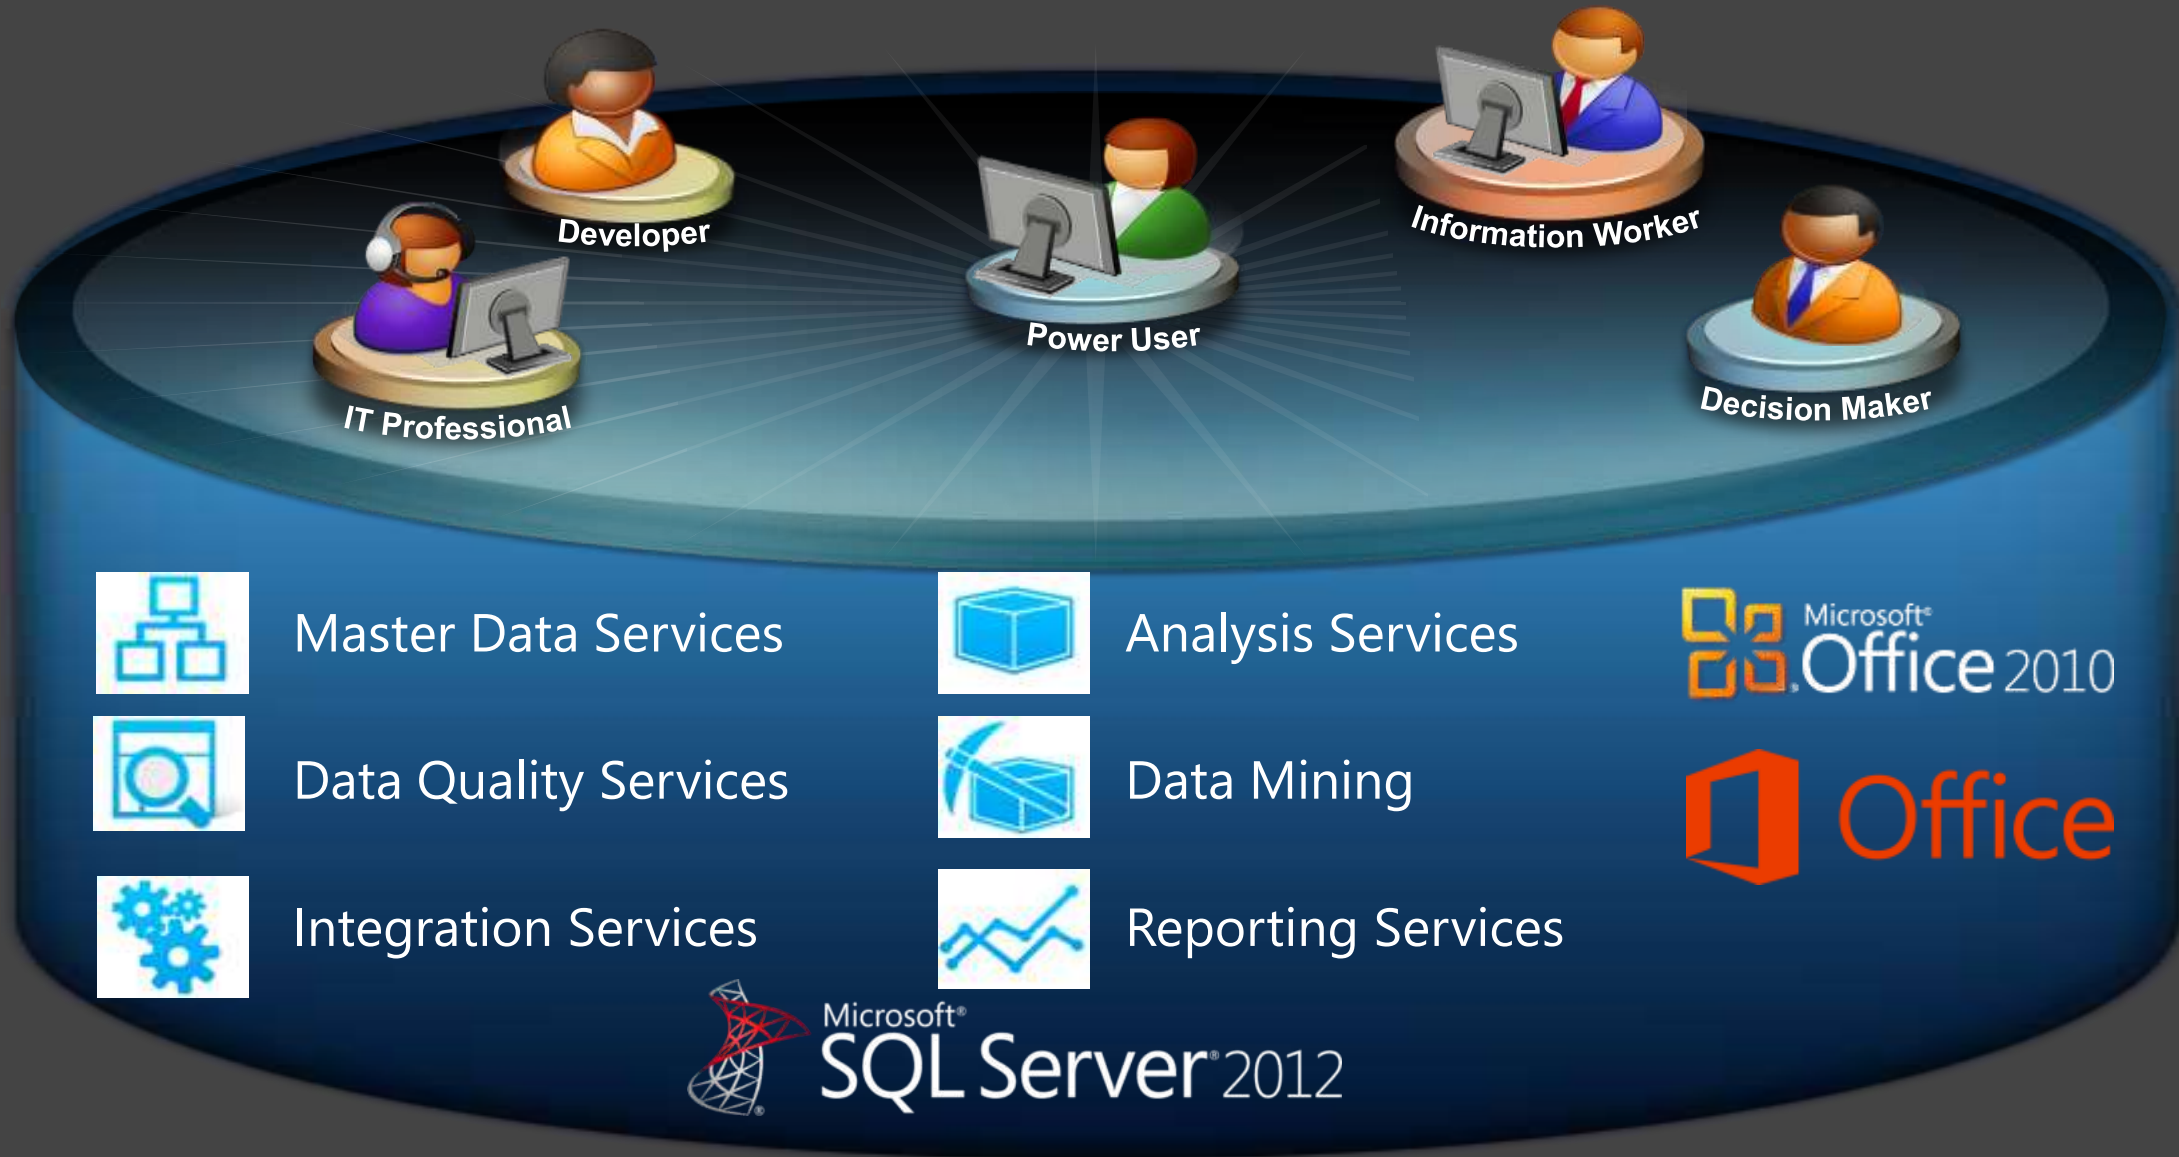 Developer
Information Worker
Power User
IT Professional
Decision Maker
Master Data Services
Analysis Services
Microsoft®
Office 2010
Data Quality Services
Data Mining
Office
Integration Services
Reporting Services
Microsoft®
SQL Server® 2012